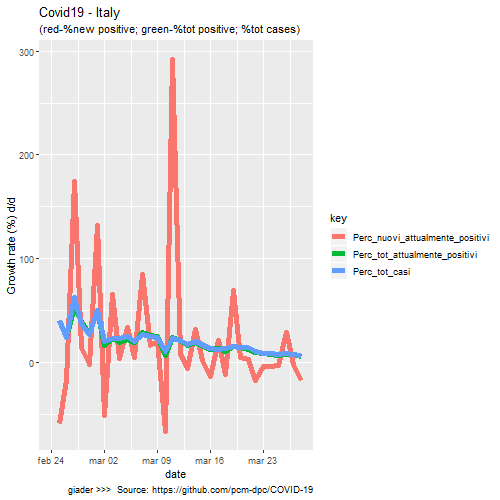 Covid19 - Italy
(red-%new positive; green-%tot positive; %tot cases)
300
200
100
0
Growth rate (%) d/d
feb 24
mar 02
mar 09
mar 16
mar 23
date
key
Perc_nuovi_attualmente_positivi
Perc_tot_attualmente_positivi
Perc_tot_casi
giader >>> Source: https://github.com/pcm-dpc/COVID-19